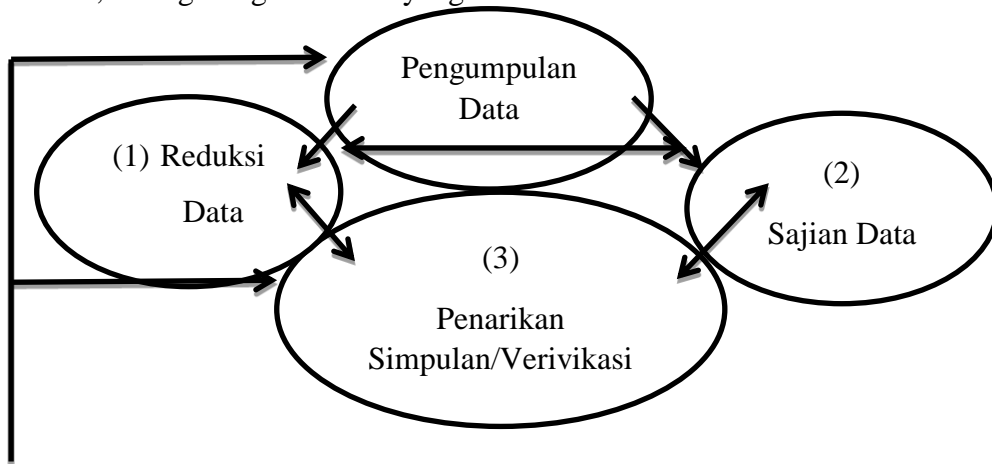 Pengumpulan
Data
(1) Reduksi
Data
(2)
Sajian Data
(3)
Penarikan
Simpulan/Verivikasi